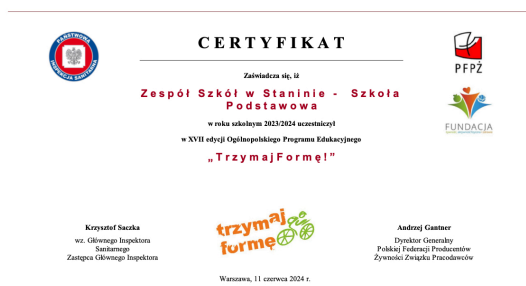 CERTYFIKAT
PAŃSTWOWA
INSPEKCJA SANITARNA
PFPŻ
Zaświadcza się, iż
Zespół Szkół w Staninie - Szkoła
Podstawowa
w roku szkolnym 2023/2024 uczestniczył
FUNDACJA
w XVII edycji Ogólnopolskiego Programu Edukacyjnego
„TrzymajFormę!”
trzymaj
formę
Krzysztof Saczka
wz. Głównego Inspektora
Sanitarnego
Zastępca Głównego Inspektora
Andrzej Gantner
Dyrektor Generalny
Polskiej Federacji Producentów
Żywności Związku Pracodawców
Warszawa, 11 czerwca 2024 r.